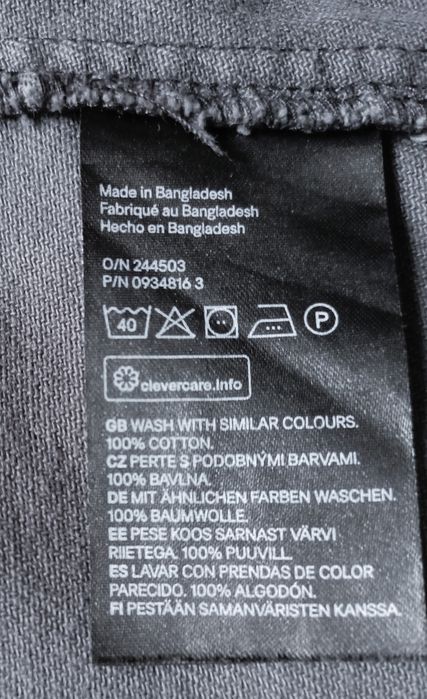 Made in Bangladesh
Fabriqué au Bangladesh
Hecho en Bangladesh
O/N 244503
P/N 0934816 3
40 P
clevercare.info
GB WASH WITH SIMILAR COLOURS.
100% COTTON.
CZ PERTE S PODOBNÝMI BARVAMI.
100% BAVLNA.
DE MIT ÄHNLICHEN FARBEN WASCHEN.
100% BAUMWOLLE.
EE PESE KOOS SARNAST VÄRVI
RIIETEGA. 100% PUUVILL.
ES LAVAR CON PRENDAS DE COLOR
PARECIDO. 100% ALGODÓN.
FI PESTÄÄN SAMANVÄRISTEN KANSSA.